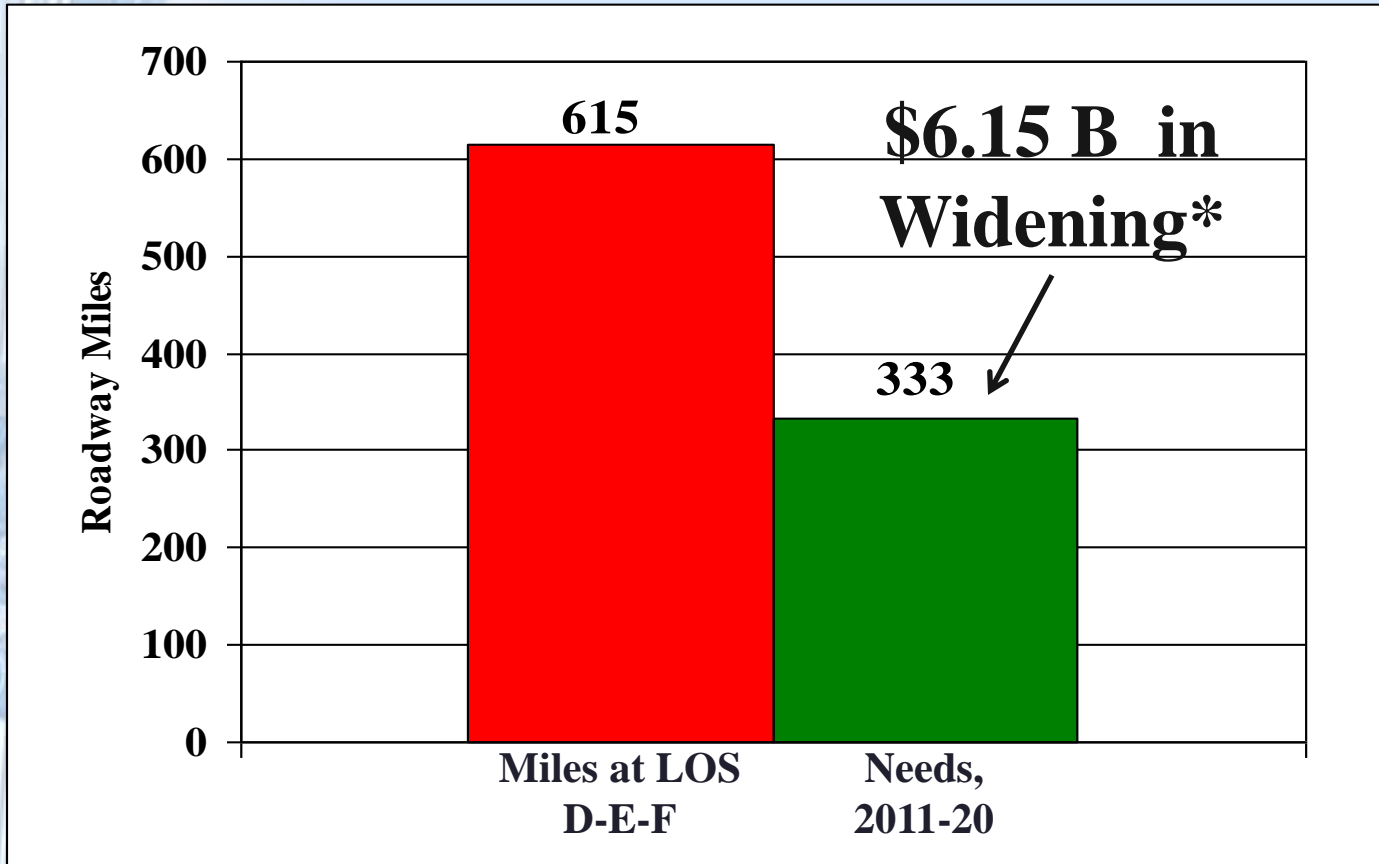 700
600
500
400
300
200
100
0
Roadway Miles
615
$6.15 B in
Widening*
333
Miles at LOS
D-E-F
Needs,
2011-20